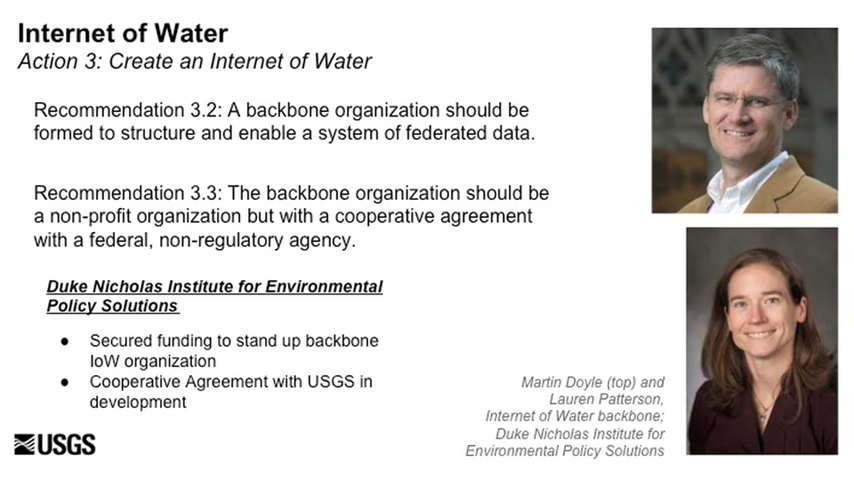 Internet of Water
Action 3: Create an Internet of Water
Recommendation 3.2: A backbone organization should be
formed to structure and enable a system of federated data.
Recommendation 3.3: The backbone organization should be
a non-profit organization but with a cooperative agreement
with a federal, non-regulatory agency.
Duke Nicholas Institute for Environmental
Policy Solutions
● Secured funding to stand up backbone
IoW organization
● Cooperative Agreement with USGS in
development
Martin Doyle (top) and
Lauren Patterson,
Internet of Water backbone;
Duke Nicholas Institute for
Environmental Policy Solutions
USGS